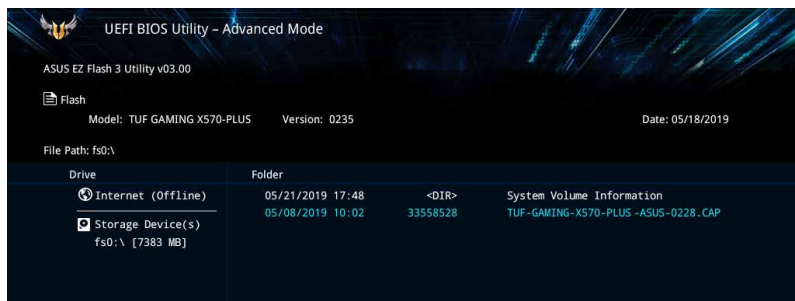 UEFI BIOS Utility – Advanced Mode
ASUS EZ Flash 3 Utility v03.00
Flash
Model: TUF GAMING X570-PLUS Version: 0235 Date: 05/18/2019
File Path: fs0:\
Drive Folder
Internet (Offline) 05/21/2019 17:48 <DIR> System Volume Information
05/08/2019 10:02 33558528 TUF-GAMING-X570-PLUS-ASUS-0228.CAP
Storage Device(s)
fs0:\ [7383 MB]